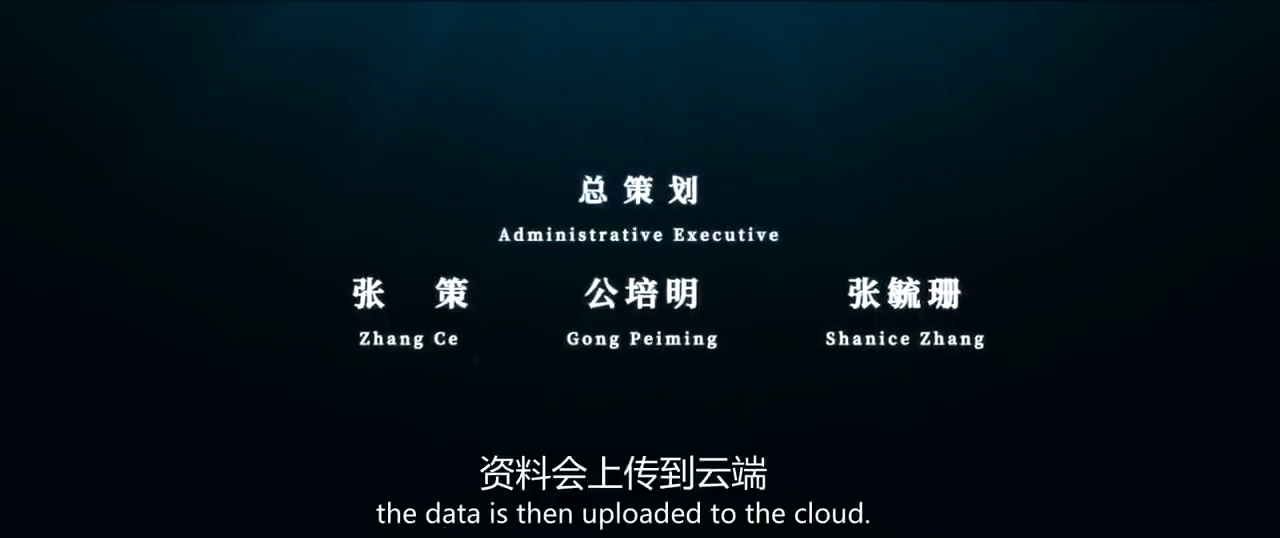 总策划
Administrative Executive
张 策 公培明 张毓珊
Zhang Ce Gong Peiming Shanice Zhang
资料会上传到云端
the data is then uploaded to the cloud.